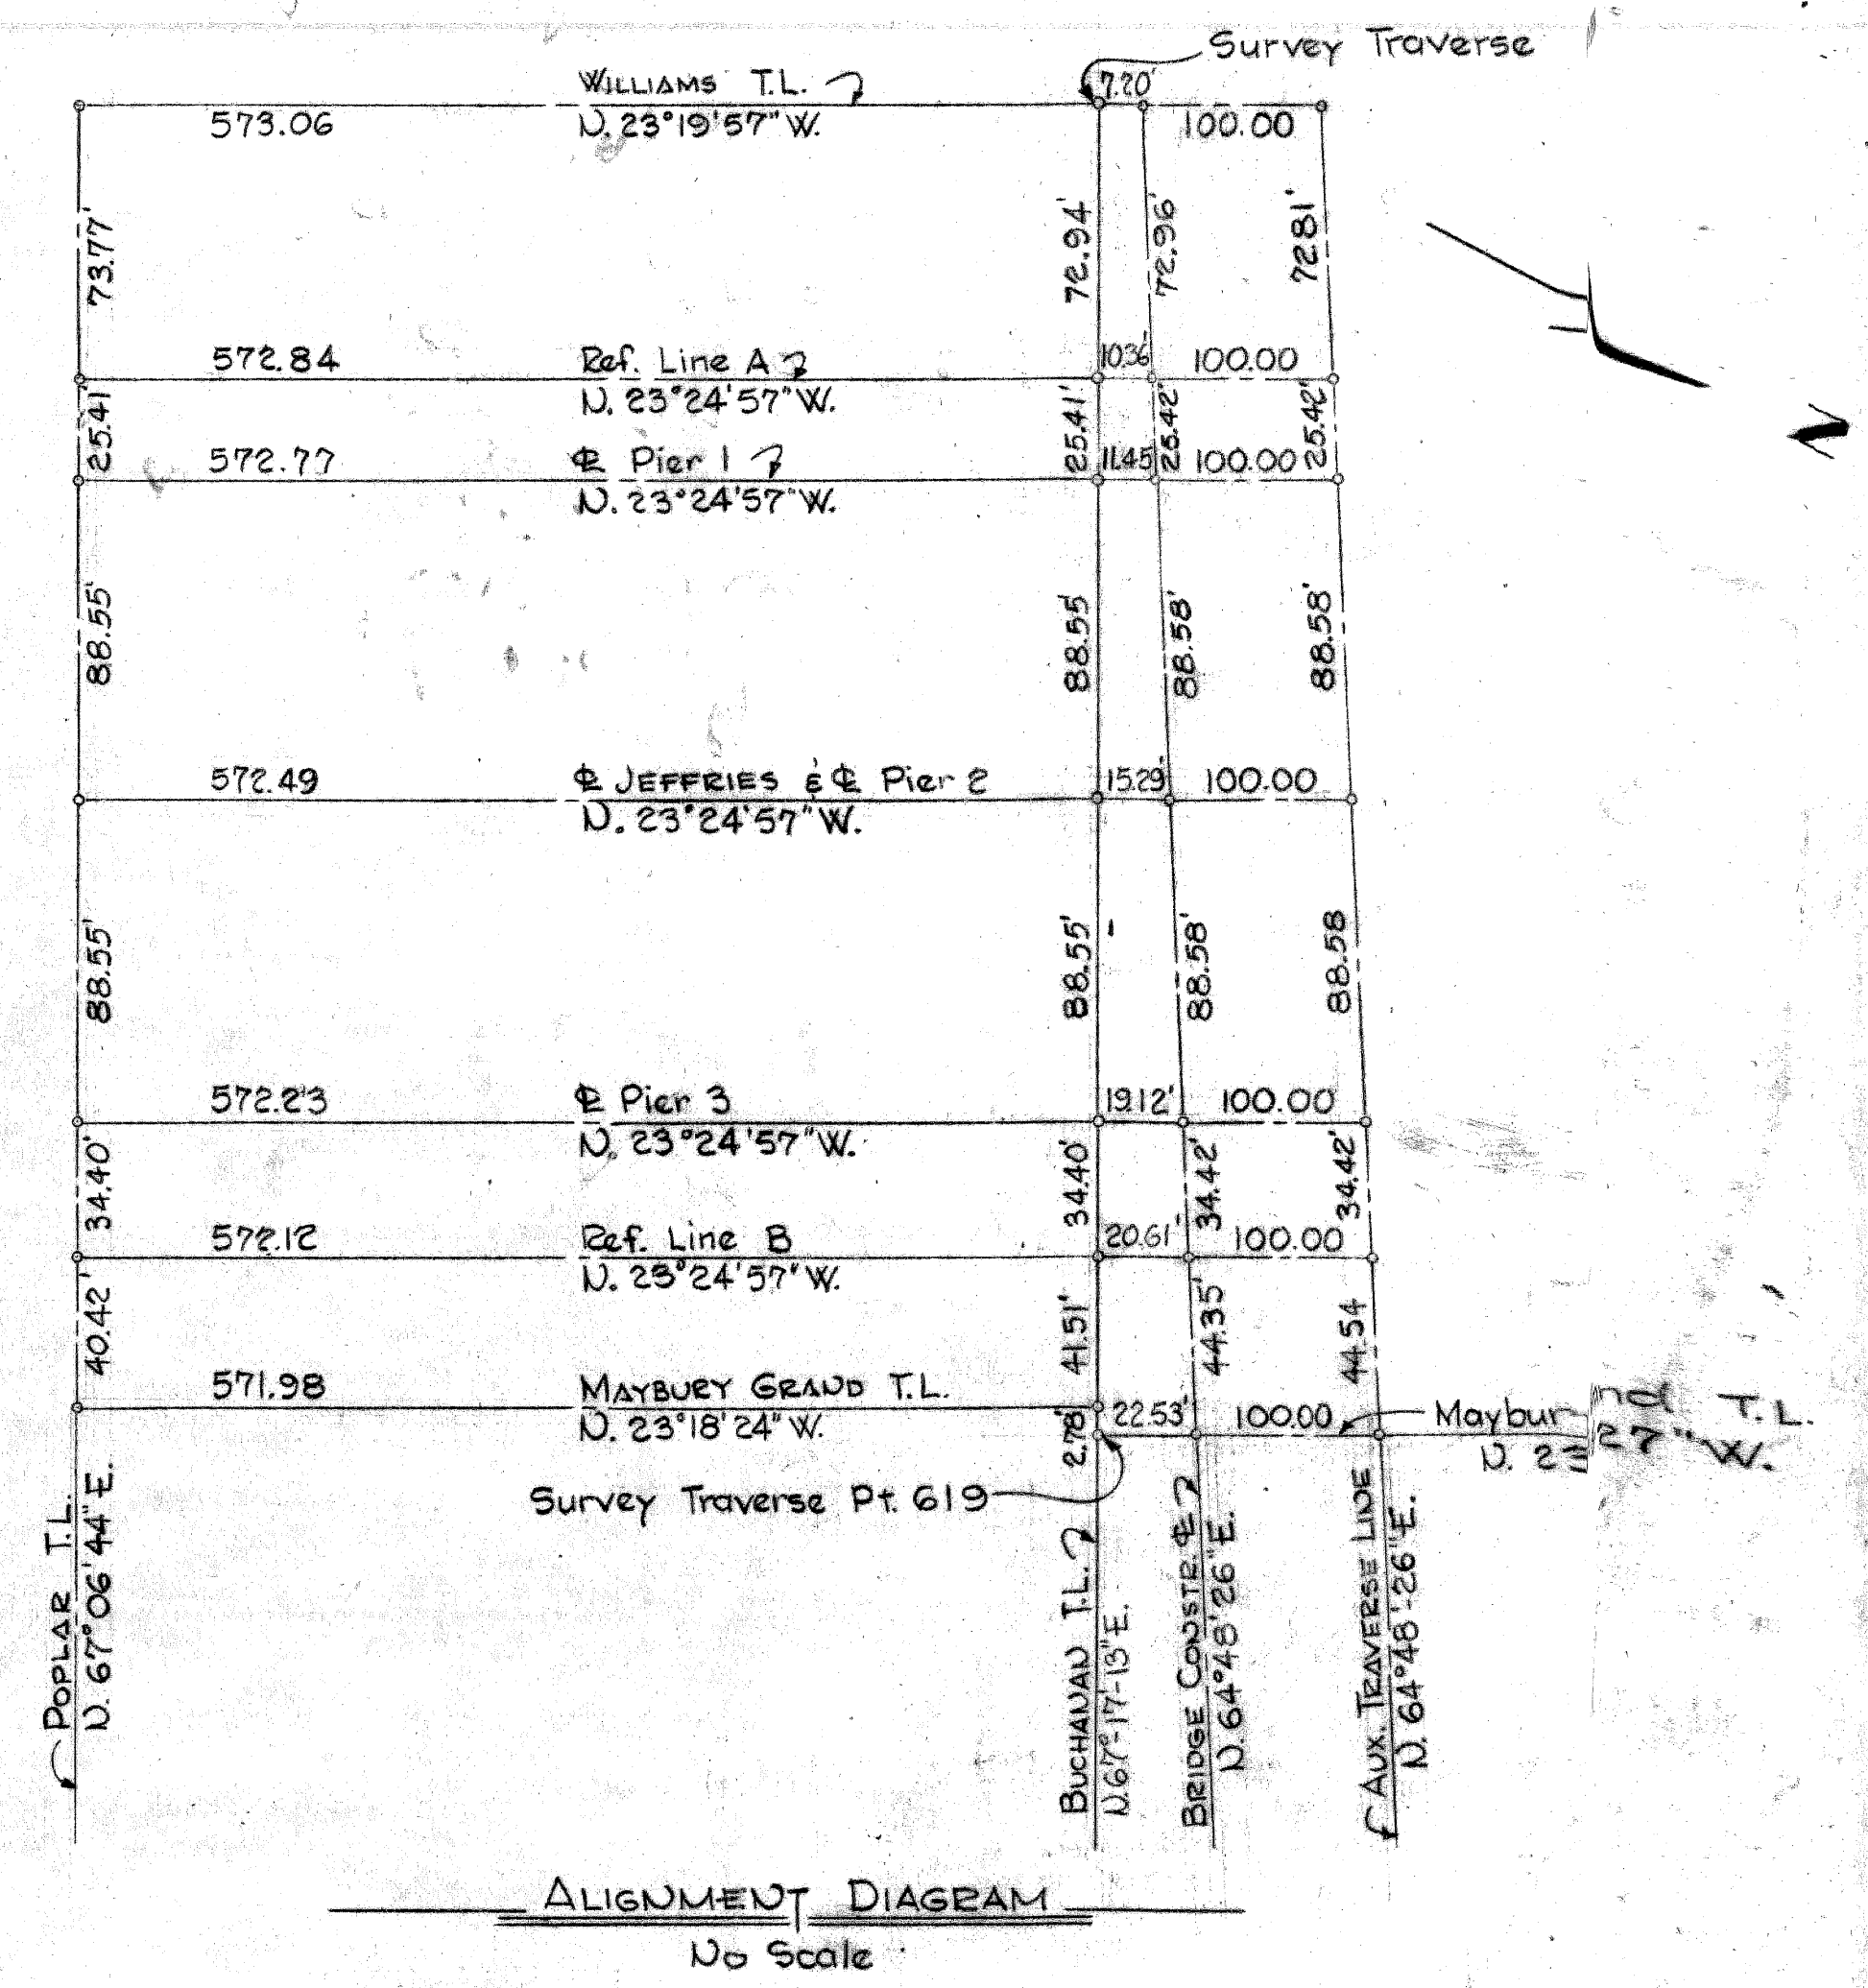 Survey Traverse
WILLIAMS T.L.
7.20'
573.06
N. 23°19'57" W.
100.00
73.77'
72.94'
72.96'
72.81'
572.84
Ref. Line A
10.36'
100.00
N. 23°24'57" W.
25.41'
25.41'
25.42'
25.42'
572.77
℄ Pier 1
11.45
100.00
N. 23°24'57" W.
88.55'
88.55'
88.58'
88.58'
572.49
℄ JEFFRIES & ℄ Pier 2
15.29'
100.00
N. 23°24'57" W.
88.55'
88.55'
88.58'
88.58
572.23
℄ Pier 3
19.12'
100.00
N. 23°24'57" W.
34.40'
34.40'
34.42'
34.42'
572.12
Ref. Line B
20.61'
100.00
N. 23°24'57" W.
40.42'
41.51'
44.35'
44.54
571.98
MAYBURY GRAND T.L.
22.53'
100.00
Maybur nd T.L.
N. 23°18'24" W.
2.78'
N. 2 27" W.
Survey Traverse Pt. 619
POPLAR T.L.
N. 67°06'44" E.
BUCHANAN T.L.
N.67°-17'-13" E.
BRIDGE CONSTR. ℄
N. 64°48'26" E.
AUX. TRAVERSE LINE
N. 64°48'-26" E.
ALIGNMENT DIAGRAM
No Scale